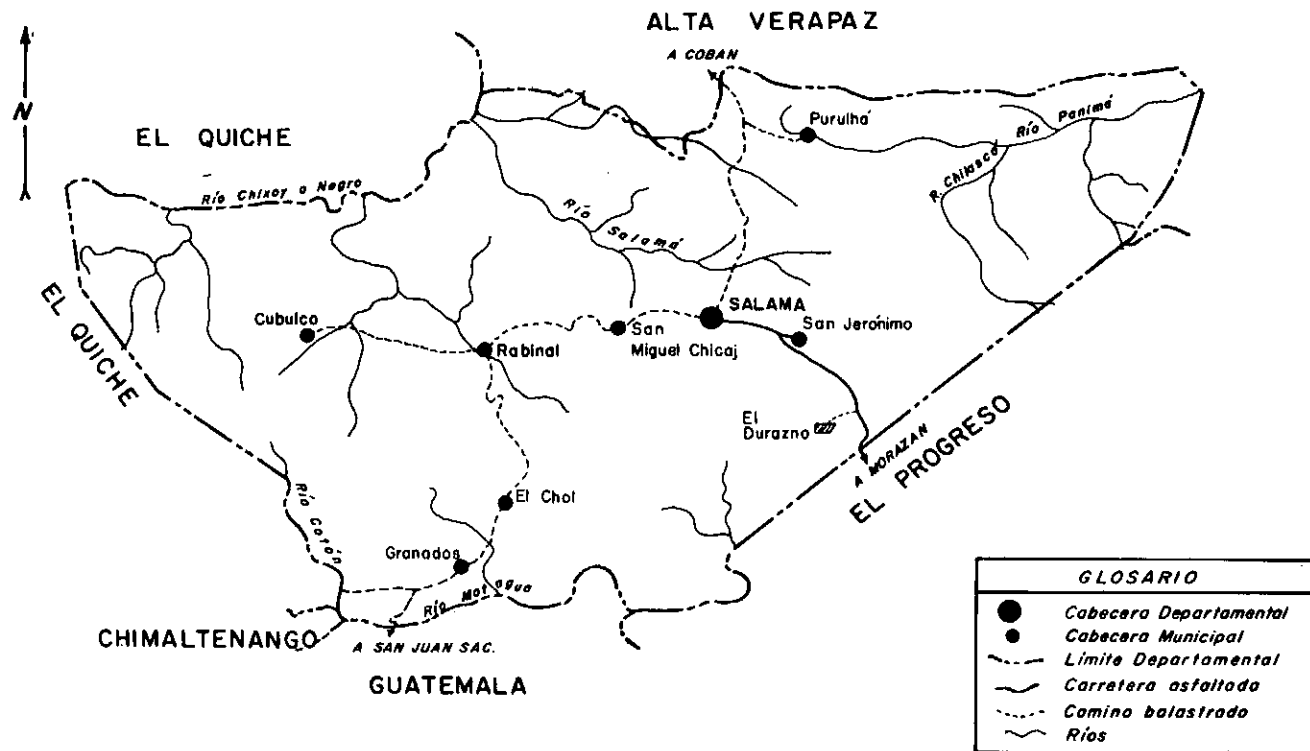 ALTA VERAPAZ
A COBAN
N
EL QUICHE
Purulhá
Río Panimá
R. Chilascó
Río Chixoy o Negro
Río Salamá
EL QUICHE
Cubulco
Rabinal
San
Miguel Chicaj
SALAMA
San Jerónimo
El
Durazno
A MORAZAN
EL PROGRESO
Río Cotón
El Chol
Granados
Río Motagua
CHIMALTENANGO
A SAN JUAN SAC.
GUATEMALA
GLOSARIO
Cabecera Departamental
Cabecera Municipal
Límite Departamental
Carretera asfaltada
Camino balastrado
Ríos